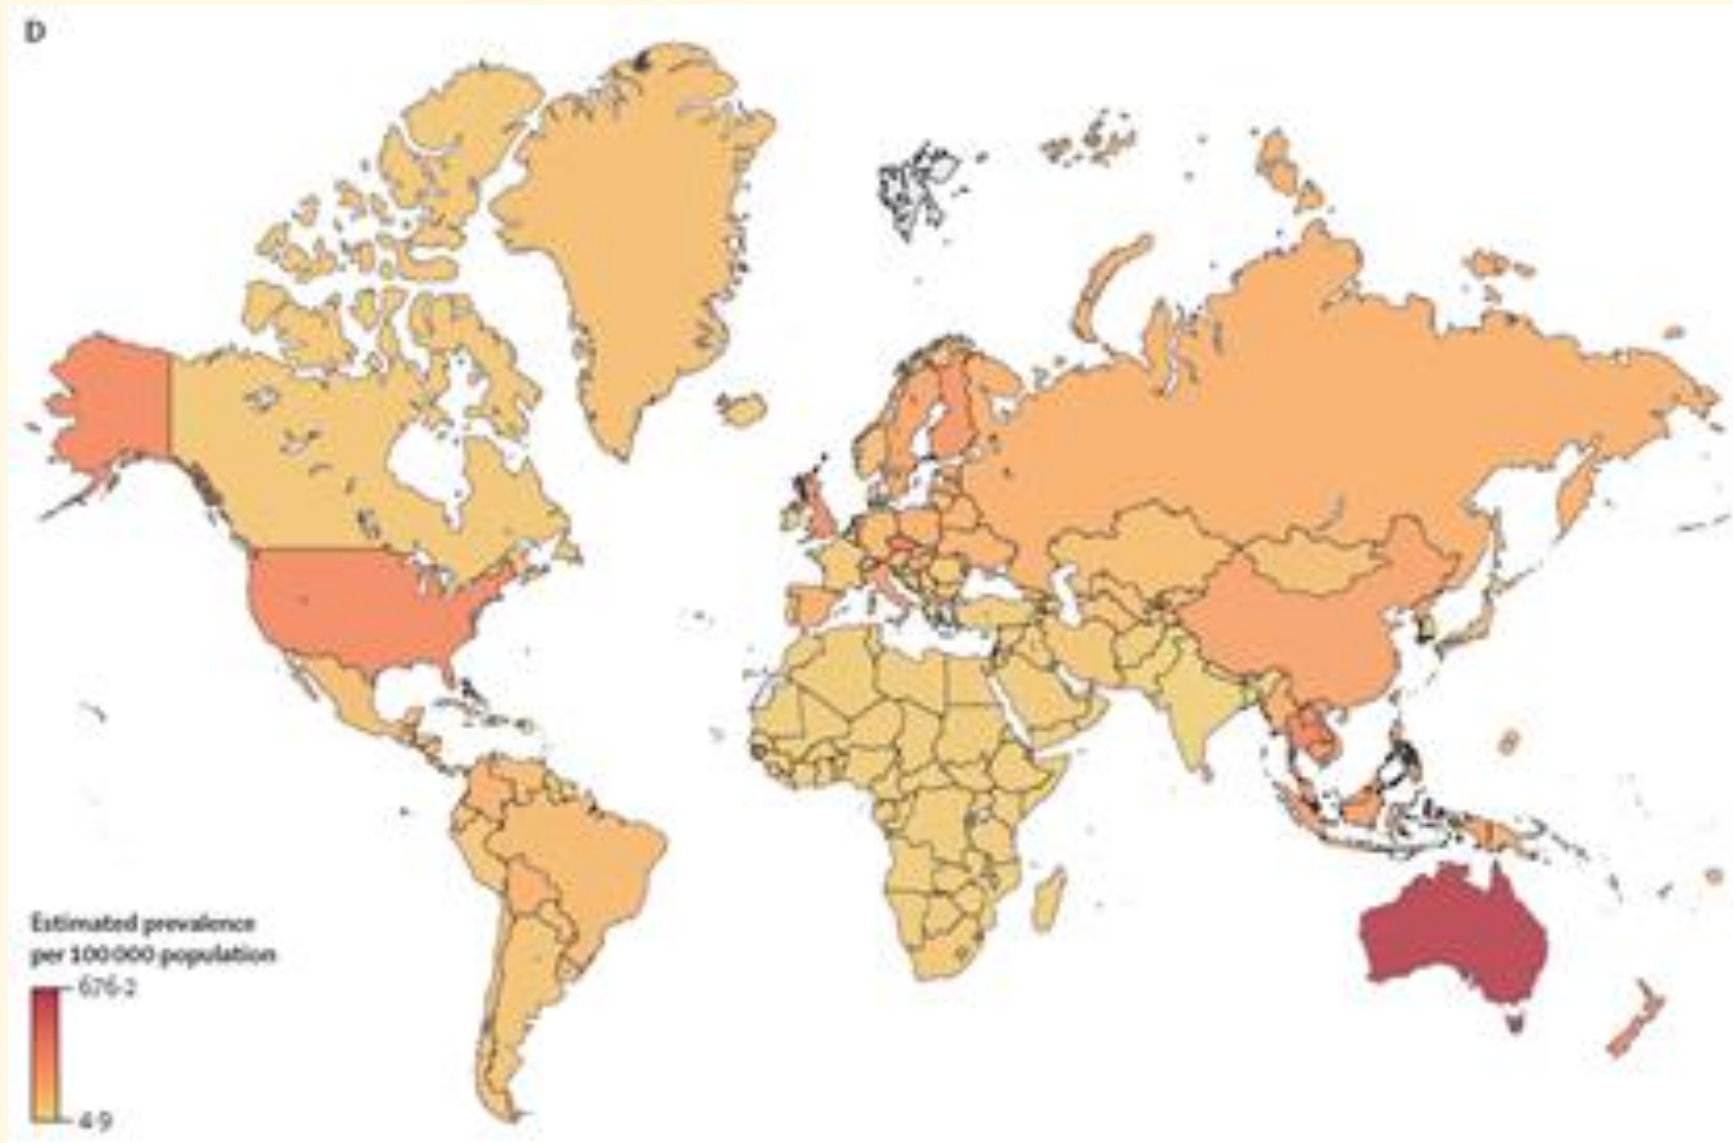 D
Estimated prevalence
per 100 000 population
676·2
4·9